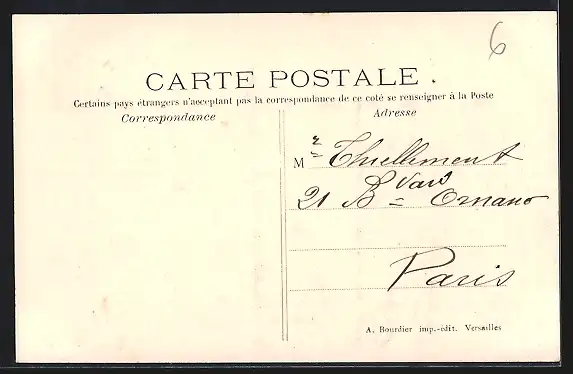 6
CARTE POSTALE.
Certains pays étrangers n'acceptant pas la correspondance de ce coté se renseigner à la Poste
Correspondance
Adresse
Mr Thuellement
21 Bvard Ornano
Paris
A. Bourdier imp.-édit. Versailles